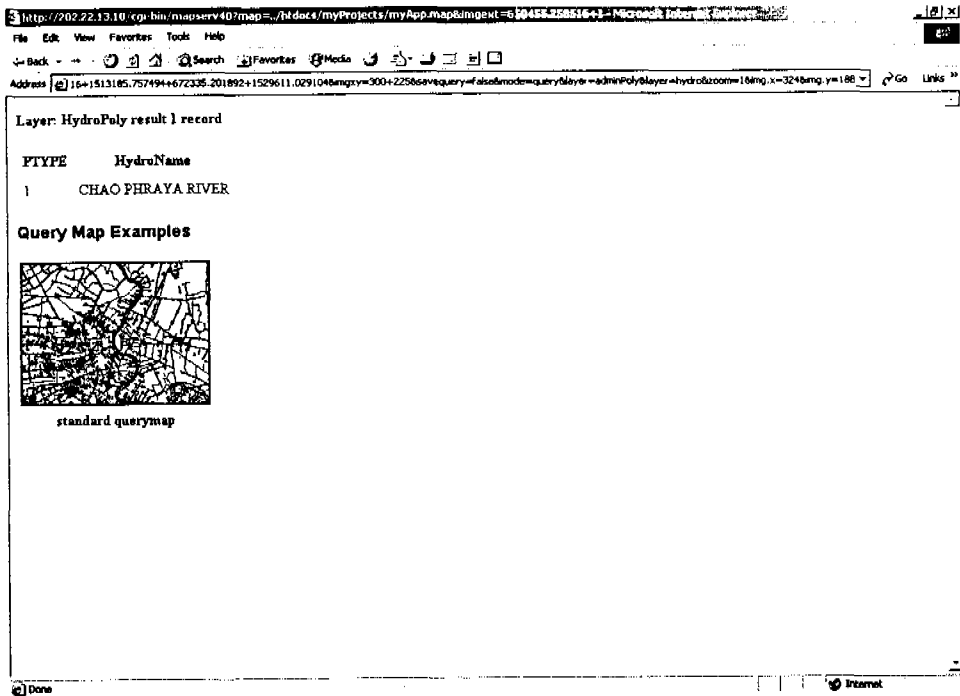 http://202.22.13.10/cgi-bin/mapserv40?map=../htdocs/myProjects/myApp.map&imgext= Microsoft Internet Explorer
File Edit View Favorites Tools Help
Back Search Favorites Media
Address 16+1513185.757494+672335.201892+1529611.029104&imgxy=300+225&savequery=false&mode=query&layer=adminPoly&layer=hydro&zoom=1&img.x=324&img.y=188 Go Links »
Layer: HydroPoly result 1 record
PTYPE HydroName
1 CHAO PHRAYA RIVER
Query Map Examples
standard querymap
Done Internet